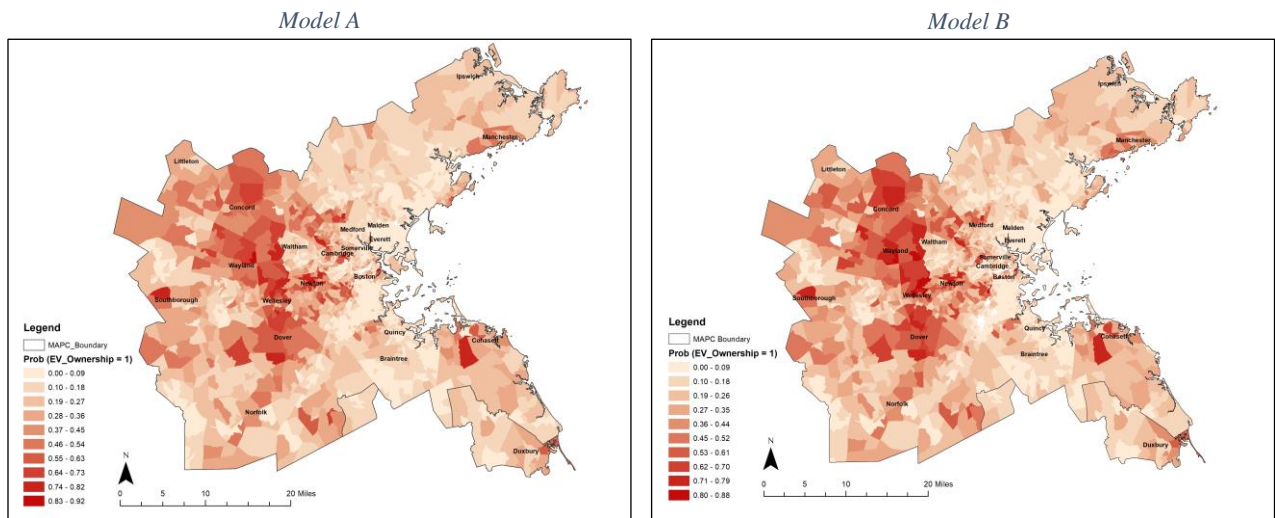 Model A
Ipswich
Manchester
Littleton
Concord
Malden
Medford
Everett
Waltham
Somerville
Cambridge
Wayland
Boston
Newton
Southborough
Wellesley
Quincy
Cohasett
Dover
Braintree
Norfolk
Duxbury
Legend
MAPC_Boundary
Prob (EV_Ownership = 1)
0.00 - 0.09
0.10 - 0.18
0.19 - 0.27
0.28 - 0.36
0.37 - 0.45
0.46 - 0.54
0.55 - 0.63
0.64 - 0.73
0.74 - 0.82
0.83 - 0.92
N
0 5 10 20 Miles
Model B
Ipswich
Manchester
Littleton
Concord
Medford
Malden
Waltham
Everett
Wayland
Somerville
Cambridge
Boston
Newton
Southborough
Wellesley
Quincy
Cohasett
Dover
Braintree
Norfolk
Duxbury
Legend
MAPC Boundary
Prob (EV_Ownership = 1)
0.00 - 0.09
0.10 - 0.18
0.19 - 0.26
0.27 - 0.35
0.36 - 0.44
0.45 - 0.52
0.53 - 0.61
0.62 - 0.70
0.71 - 0.79
0.80 - 0.88
N
0 5 10 20 Miles